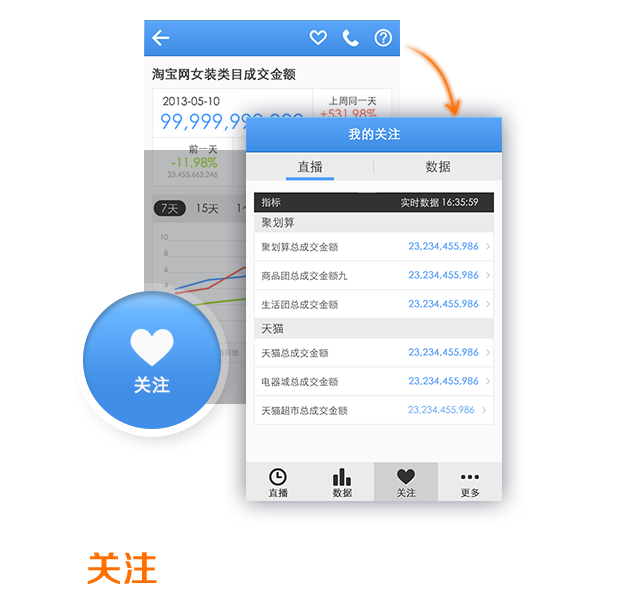 淘宝网女装类目成交金额
2013-05-10
上周同一天
99,999,999,999
+531.98%
前一天
-11.98%
23,455,663,246
7天
15天
10
8
6
关注
我的关注
直播
数据
指标
实时数据 16:35:59
聚划算
聚划算总成交金额
23,234,455,986
商品团总成交金额九
23,234,455,986
生活团总成交金额
23,234,455,986
天猫
天猫总成交金额
23,234,455,986
电器城总成交金额
23,234,455,986
天猫超市总成交金额
23,234,455,986
直播
数据
关注
更多
关注